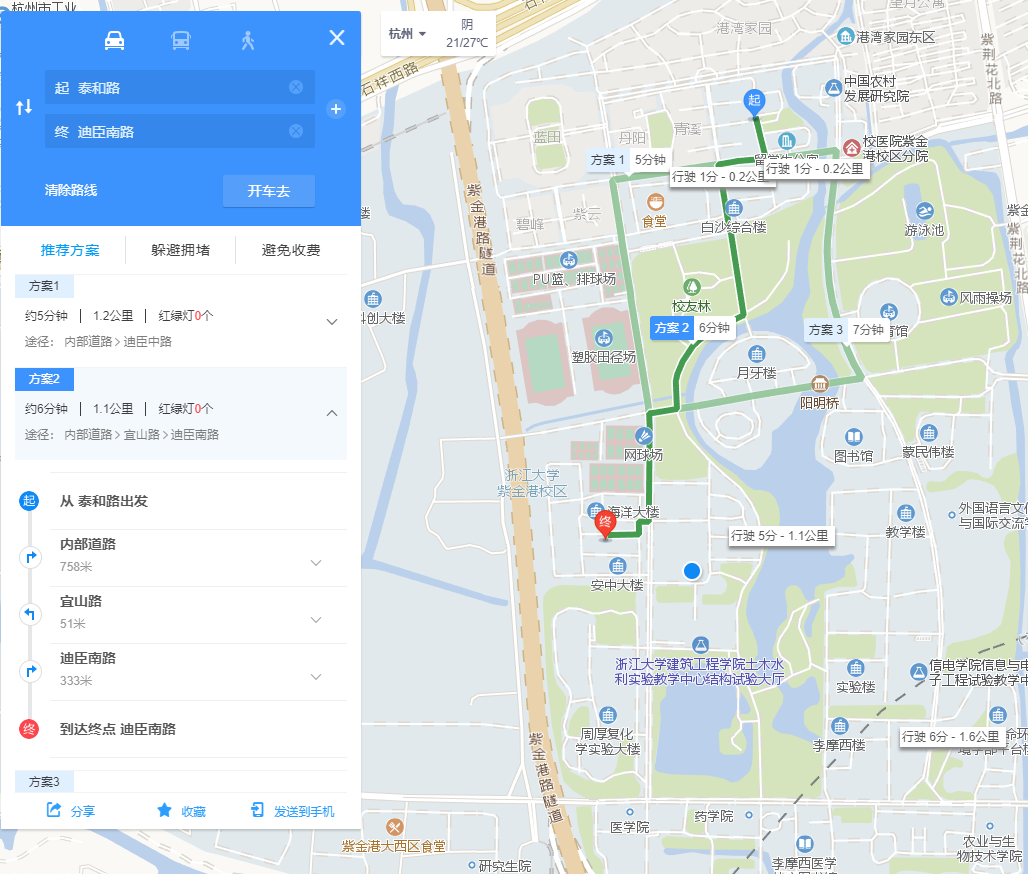 杭州市工业
起 泰和路
终 迪臣南路
清除路线
开车去
推荐方案
躲避拥堵
避免收费
方案1
约5分钟 | 1.2公里 | 红绿灯0个
途径： 内部道路 > 迪臣中路
方案2
约6分钟 | 1.1公里 | 红绿灯0个
途径： 内部道路 > 宜山路 > 迪臣南路
起 从 泰和路出发
内部道路
758米
宜山路
51米
迪臣南路
333米
终 到达终点 迪臣南路
方案3
分享
收藏
发送到手机
杭州
阴
21/27℃
石祥西路
港湾家园
港湾家园东区
紫荆花北路
中国农村
发展研究院
起
蓝田
丹阳
青溪
校医院紫金
港校区分院
方案 1 5分钟
行驶 1分 - 0.2公里
行驶 1分 - 0.2公里
紫金港路隧道
碧峰
紫云
食堂
白沙综合楼
游泳池
紫荆花北路
PU篮、排球场
校友林
风雨操场
科创大楼
方案 2 6分钟
方案 3 7分钟
塑胶田径场
月牙楼
阳明桥
网球场
图书馆
蒙民伟楼
浙江大学
紫金港校区
海洋大楼
终
教学楼
外国语言文化
与国际交流学
行驶 5分 - 1.1公里
安中大楼
浙江大学建筑工程学院土木水
利实验教学中心结构试验大厅
实验楼
信电学院信息与电
子工程试验教学中
周厚复化
学实验大楼
李摩西楼
行驶 6分 - 1.6公里
紫金港路隧道
医学院
药学院
紫金港大西区食堂
研究生院
李摩西医学
农业与生
物技术学院